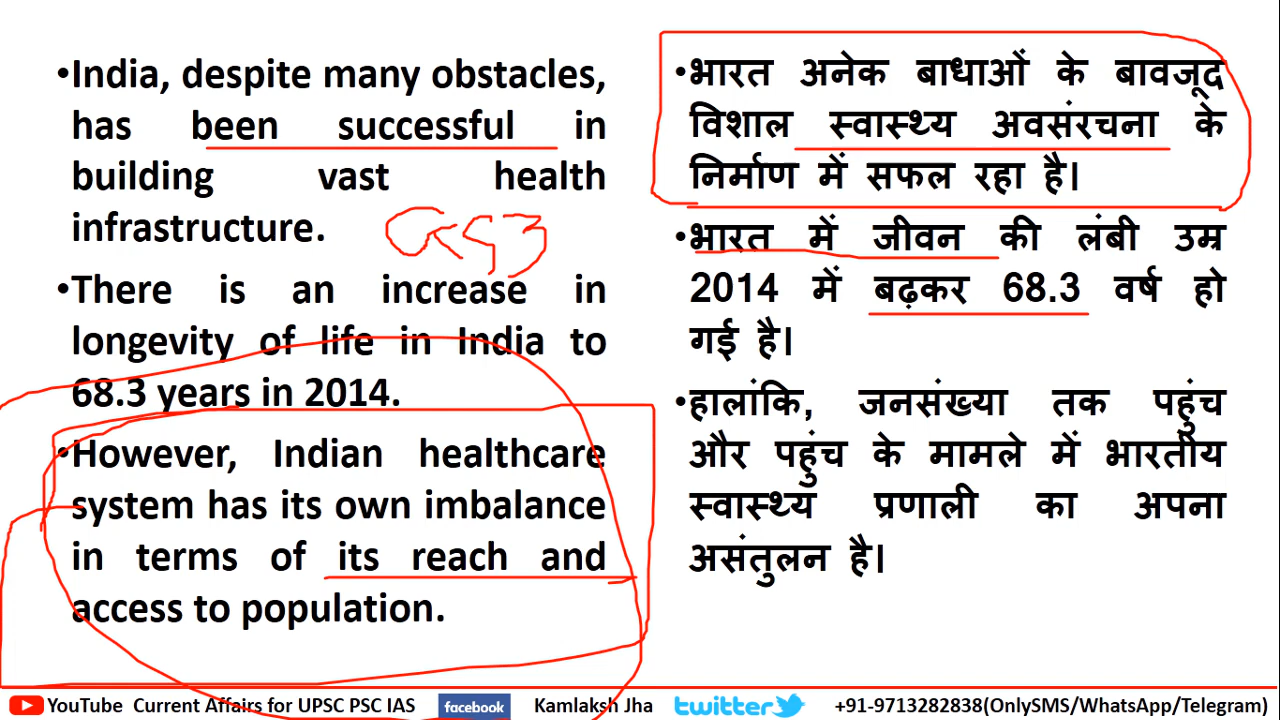 •India, despite many obstacles,
has been successful in
building vast health
infrastructure.
GS3
•There is an increase in
longevity of life in India to
68.3 years in 2014.
•However, Indian healthcare
system has its own imbalance
in terms of its reach and
access to population.
•भारत अनेक बाधाओं के बावजूद
विशाल स्वास्थ्य अवसंरचना के
निर्माण में सफल रहा है।
•भारत में जीवन की लंबी उम्र
2014 में बढ़कर 68.3 वर्ष हो
गई है।
•हालांकि, जनसंख्या तक पहुंच
और पहुंच के मामले में भारतीय
स्वास्थ्य प्रणाली का अपना
असंतुलन है।
YouTube Current Affairs for UPSC PSC IAS facebook Kamlaksh Jha twitter +91-9713282838(OnlySMS/WhatsApp/Telegram)